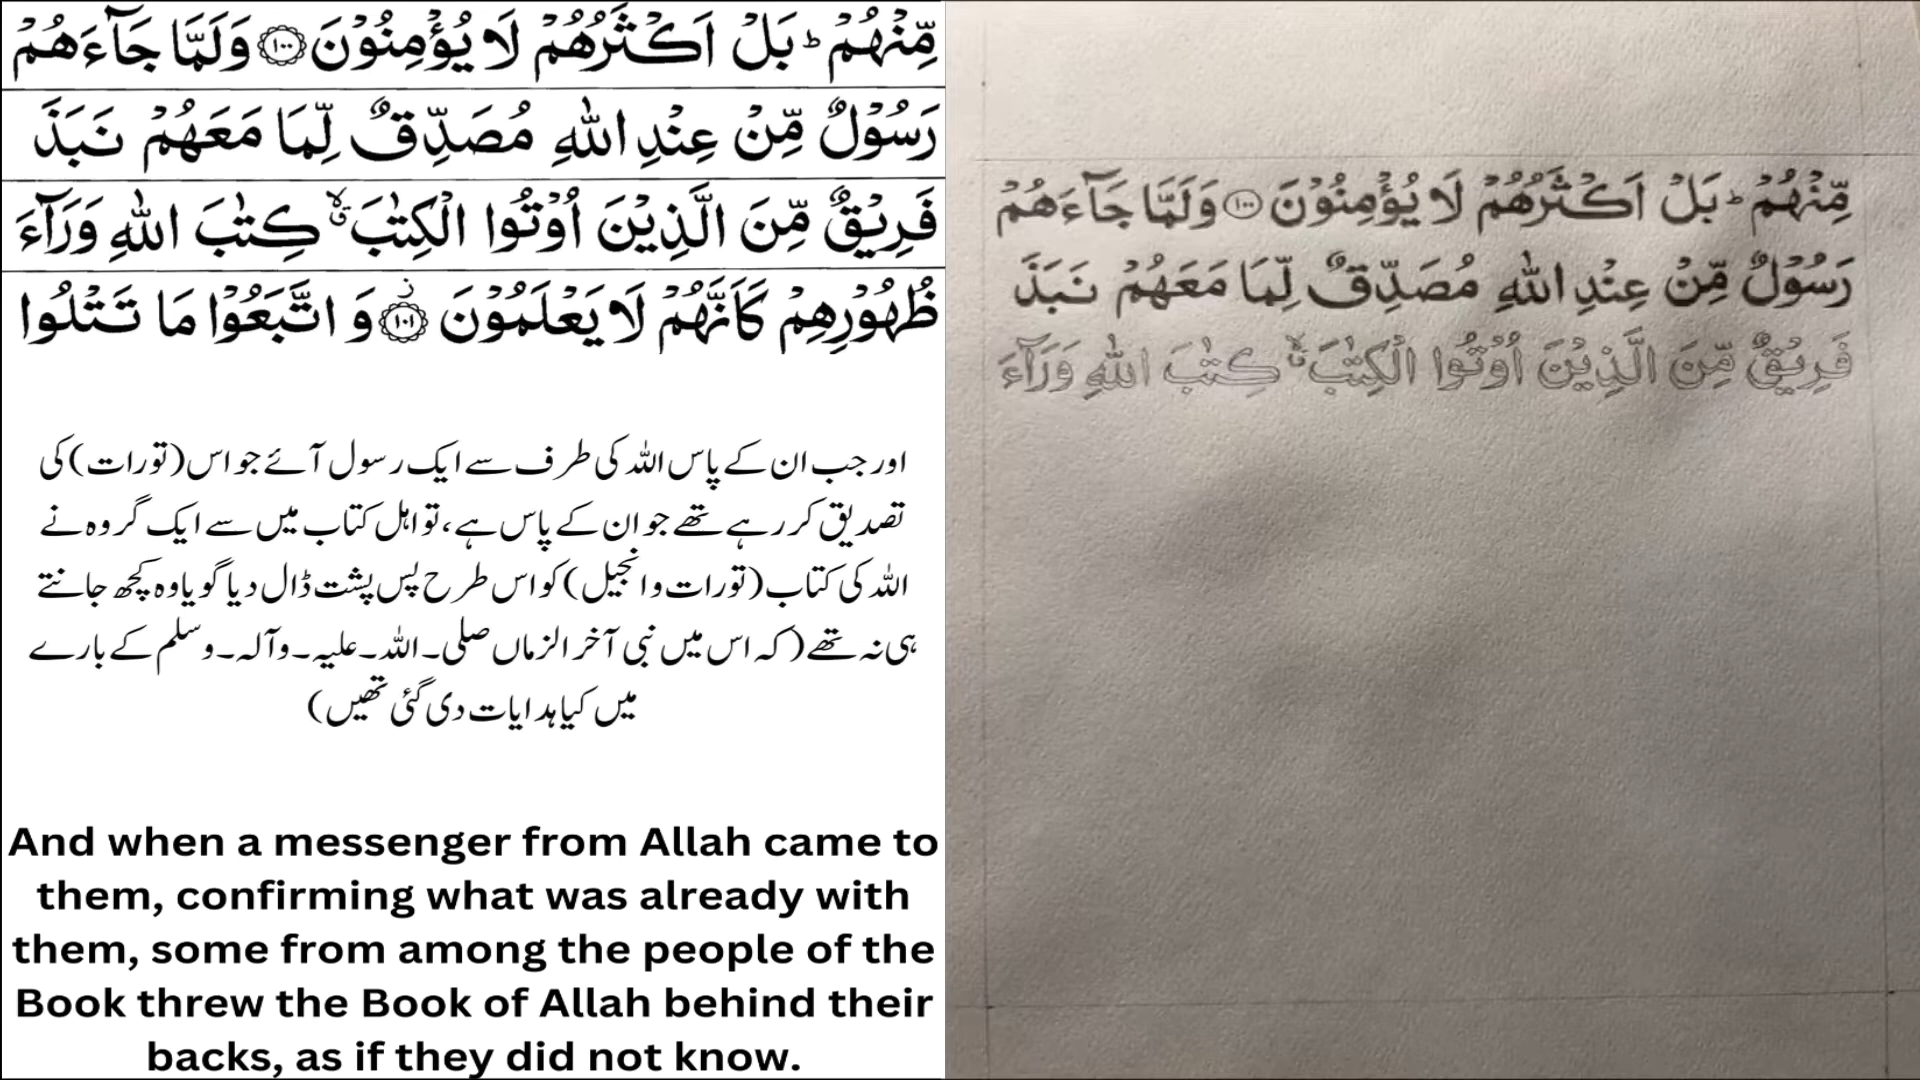 مِّنۡهُمۡ ؕ بَلۡ اَكۡثَرُهُمۡ لَا يُؤۡمِنُوۡنَ ﴿۱۰۰﴾ وَلَمَّا جَآءَهُمۡ
رَسُوۡلٌ مِّنۡ عِنۡدِ اللّٰهِ مُصَدِّقٌ لِّمَا مَعَهُمۡ نَبَذَ
فَرِيۡقٌ مِّنَ الَّذِيۡنَ اُوۡتُوا الۡكِتٰبَ ۙۗ كِتٰبَ اللّٰهِ وَرَآءَ
ظُهُوۡرِهِمۡ كَاَنَّهُمۡ لَا يَعۡلَمُوۡنَ ﴿۱۰۱﴾ وَ اتَّبَعُوۡا مَا تَتۡلُوا
اور جب ان کے پاس اللہ کی طرف سے ایک رسول آئے جو اس (تورات) کی
تصدیق کر رہے تھے جو ان کے پاس ہے، تو اہل کتاب میں سے ایک گروہ نے
اللہ کی کتاب (تورات و انجیل) کو اس طرح پس پشت ڈال دیا گویا وہ کچھ جانتے
ہی نہ تھے (کہ اس میں نبی آخر الزماں صلی۔اللہ۔علیہ۔وآلہ۔وسلم کے بارے
میں کیا ہدایات دی گئی تھیں)
And when a messenger from Allah came to
them, confirming what was already with
them, some from among the people of the
Book threw the Book of Allah behind their
backs, as if they did not know.
مِّنۡهُمۡ ؕ بَلۡ اَكۡثَرُهُمۡ لَا يُؤۡمِنُوۡنَ ﴿۱۰۰﴾ وَلَمَّا جَآءَهُمۡ
رَسُوۡلٌ مِّنۡ عِنۡدِ اللّٰهِ مُصَدِّقٌ لِّمَا مَعَهُمۡ نَبَذَ
فَرِيۡقٌ مِّنَ الَّذِيۡنَ اُوۡتُوا الۡكِتٰبَ ۙ كِتٰبَ اللّٰهِ وَرَآءَ